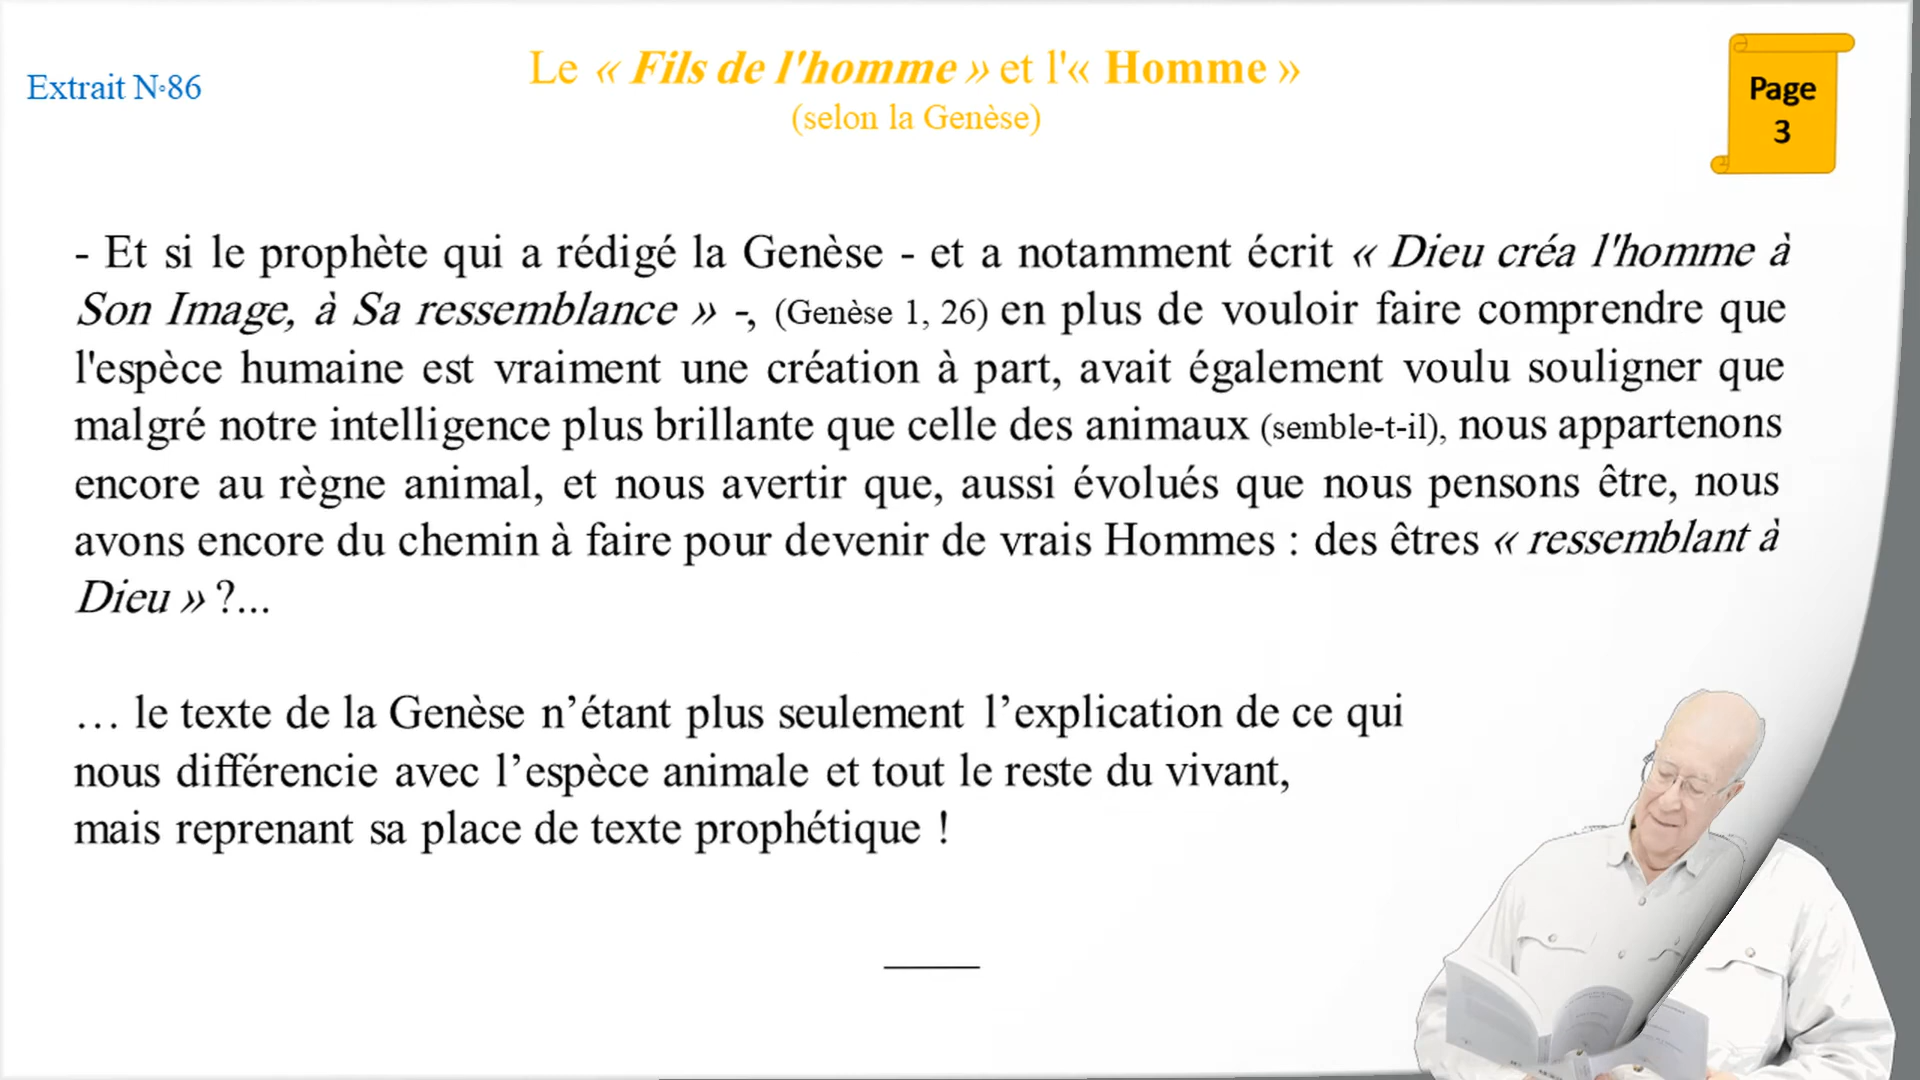 Extrait N°86
Le « Fils de l'homme » et l'« Homme »
(selon la Genèse)
Page
3
- Et si le prophète qui a rédigé la Genèse - et a notamment écrit « Dieu créa l'homme à
Son Image, à Sa ressemblance » -, (Genèse 1, 26) en plus de vouloir faire comprendre que
l'espèce humaine est vraiment une création à part, avait également voulu souligner que
malgré notre intelligence plus brillante que celle des animaux (semble-t-il), nous appartenons
encore au règne animal, et nous avertir que, aussi évolués que nous pensons être, nous
avons encore du chemin à faire pour devenir de vrais Hommes : des êtres « ressemblant à
Dieu » ?...
… le texte de la Genèse n’étant plus seulement l’explication de ce qui
nous différencie avec l’espèce animale et tout le reste du vivant,
mais reprenant sa place de texte prophétique !